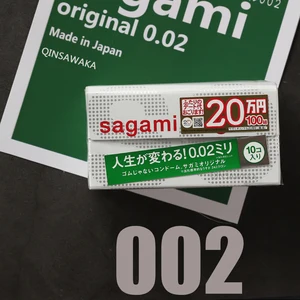 002
sagami
original 0.02
Made in Japan
QINSAWAKA
sagami
20万円
100
人生が変わる!0.02ミリ
ゴムじゃないコンドーム、サガミオリジナル
10コ入り
002